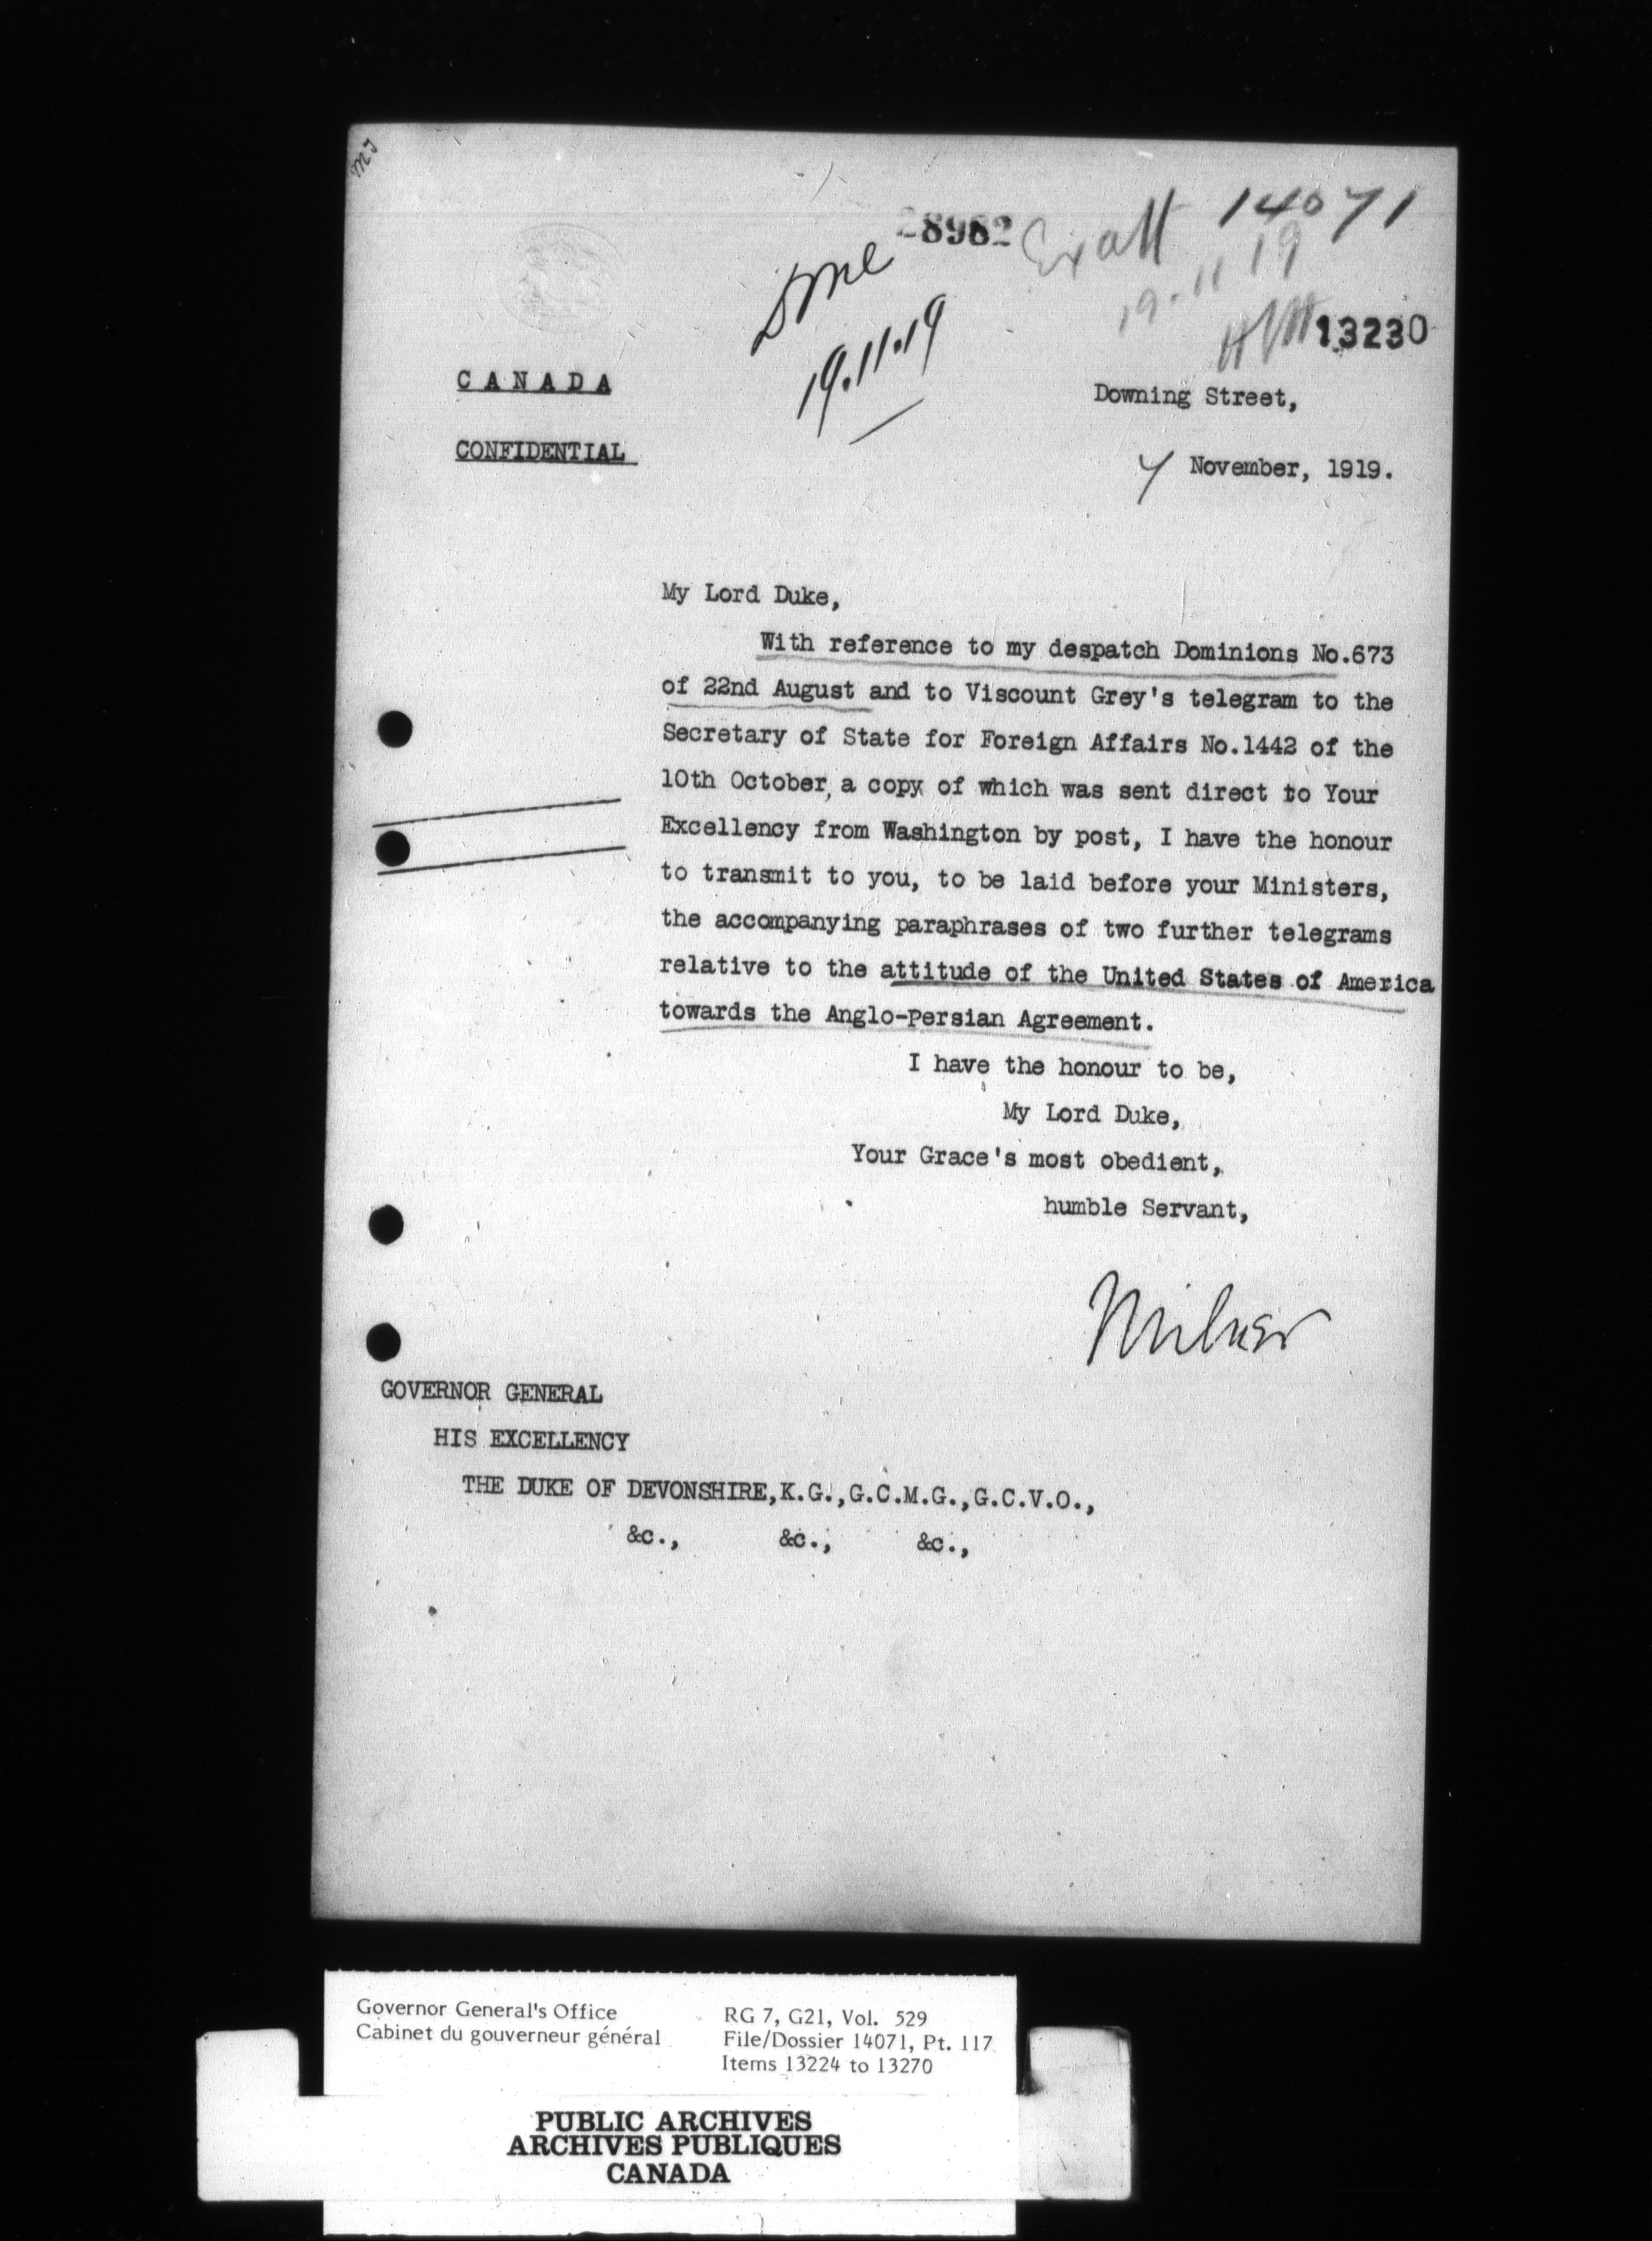 28982
14071
19.11.19
19.11.19
13230
CANADA
Downing Street,
CONFIDENTIAL
7 November, 1919.
My Lord Duke,
With reference to my despatch Dominions No.673
of 22nd August and to Viscount Grey's telegram to the
Secretary of State for Foreign Affairs No.1442 of the
10th October, a copy of which was sent direct to Your
Excellency from Washington by post, I have the honour
to transmit to you, to be laid before your Ministers,
the accompanying paraphrases of two further telegrams
relative to the attitude of the United States of America
towards the Anglo-Persian Agreement.
I have the honour to be,
My Lord Duke,
Your Grace's most obedient,
humble Servant,
Milner
GOVERNOR GENERAL
HIS EXCELLENCY
THE DUKE OF DEVONSHIRE,K.G.,G.C.M.G.,G.C.V.O.,
&c., &c., &c.,
Governor General's Office
Cabinet du gouverneur général
RG 7, G21, Vol. 529
File/Dossier 14071, Pt. 117
Items 13224 to 13270
PUBLIC ARCHIVES
ARCHIVES PUBLIQUES
CANADA